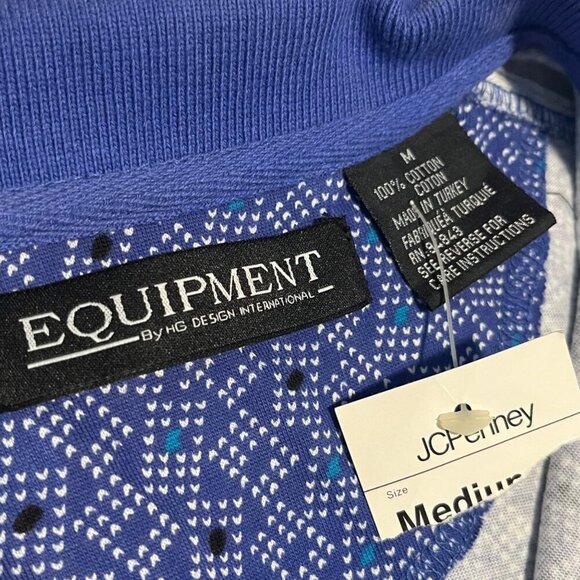 EQUIPMENT
By HG DESIGN INTERNATIONAL
M
100% COTTON
COTON
MADE IN TURKEY
FABRIQUÉ À TURQUIE
SEE REVERSE FOR
CARE INSTRUCTIONS
JCPenney
Size
Medium